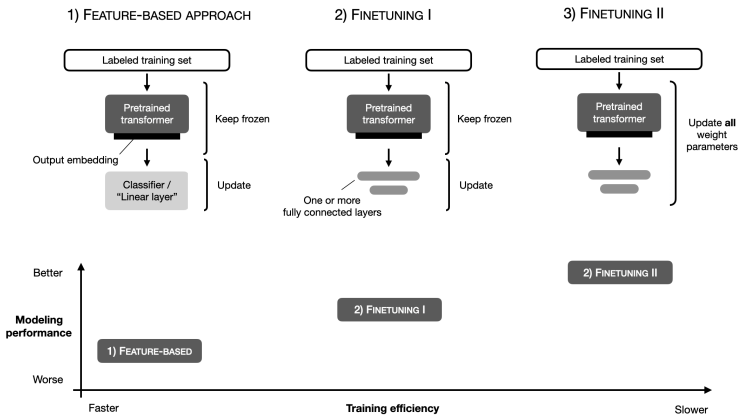 1) FEATURE-BASED APPROACH
Labeled training set
Pretrained
transformer
Keep frozen
Output embedding
Classifier /
"Linear layer"
Update
2) FINETUNING I
Labeled training set
Pretrained
transformer
Keep frozen
One or more
fully connected layers
Update
3) FINETUNING II
Labeled training set
Pretrained
transformer
Update all
weight
parameters
Better
Modeling
performance
Worse
1) FEATURE-BASED
2) FINETUNING I
2) FINETUNING II
Faster
Training efficiency
Slower